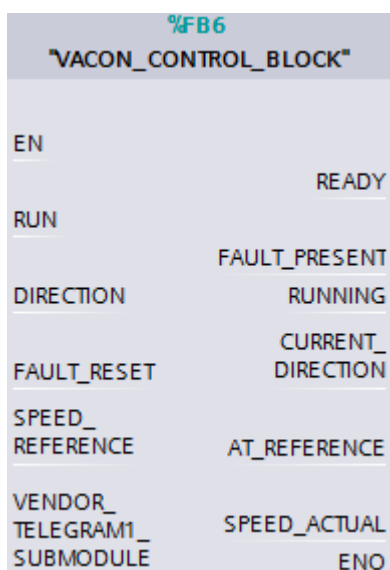 %FB6
"VACON_CONTROL_BLOCK"
EN
READY
RUN
FAULT_PRESENT
DIRECTION
RUNNING
CURRENT_
DIRECTION
FAULT_RESET
SPEED_
REFERENCE
AT_REFERENCE
VENDOR_
TELEGRAM1_
SUBMODULE
SPEED_ACTUAL
ENO